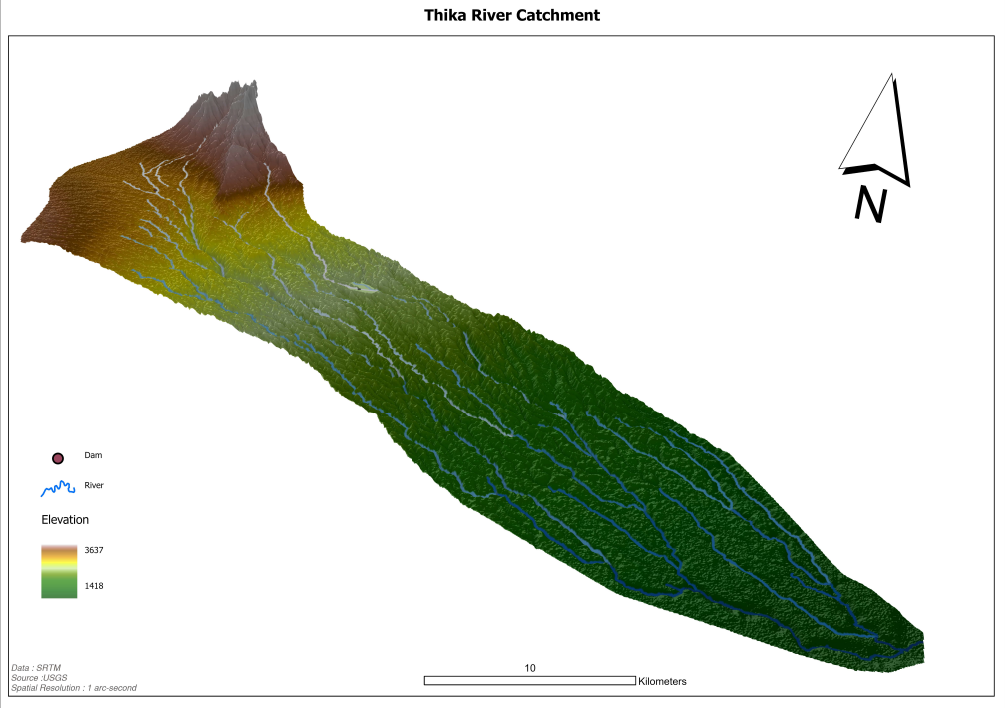 Thika River Catchment
N
Dam
River
Elevation
3637
1418
Data : SRTM
Source :USGS
Spatial Resolution : 1 arc-second
10
Kilometers